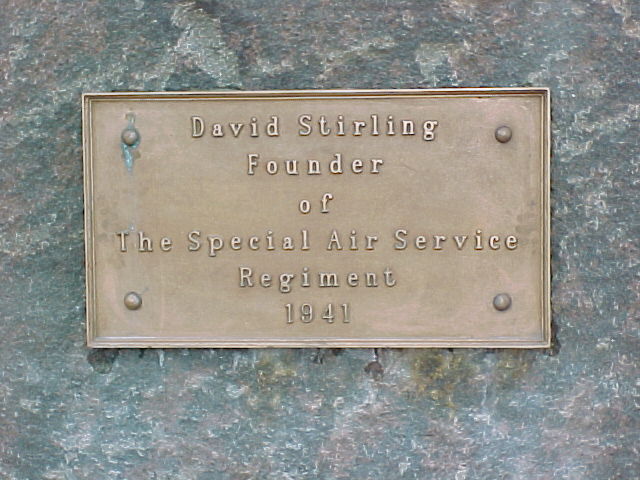 David Stirling
Founder
of
The Special Air Service
Regiment
1941